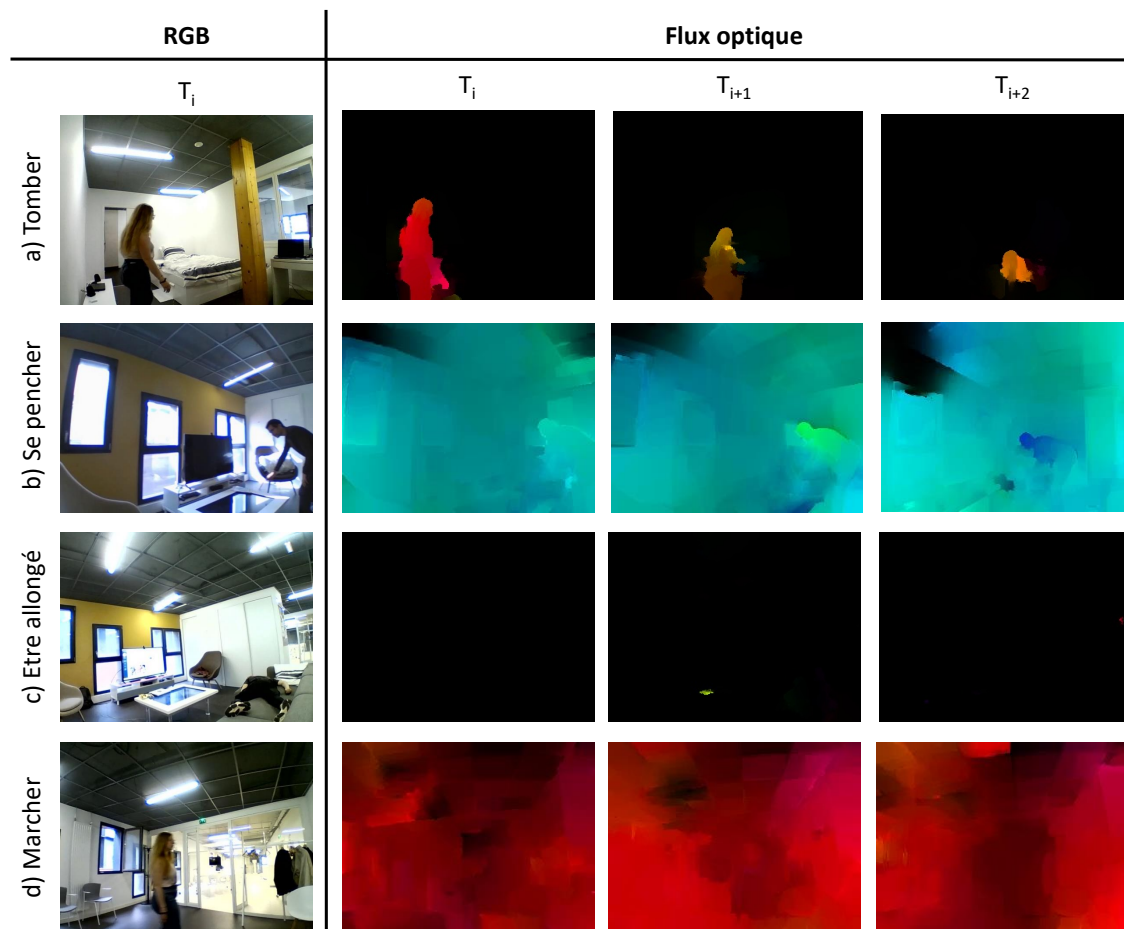 RGB
Flux optique
Tᵢ
Tᵢ
Tᵢ₊₁
Tᵢ₊₂
a) Tomber
b) Se pencher
c) Etre allongé
d) Marcher